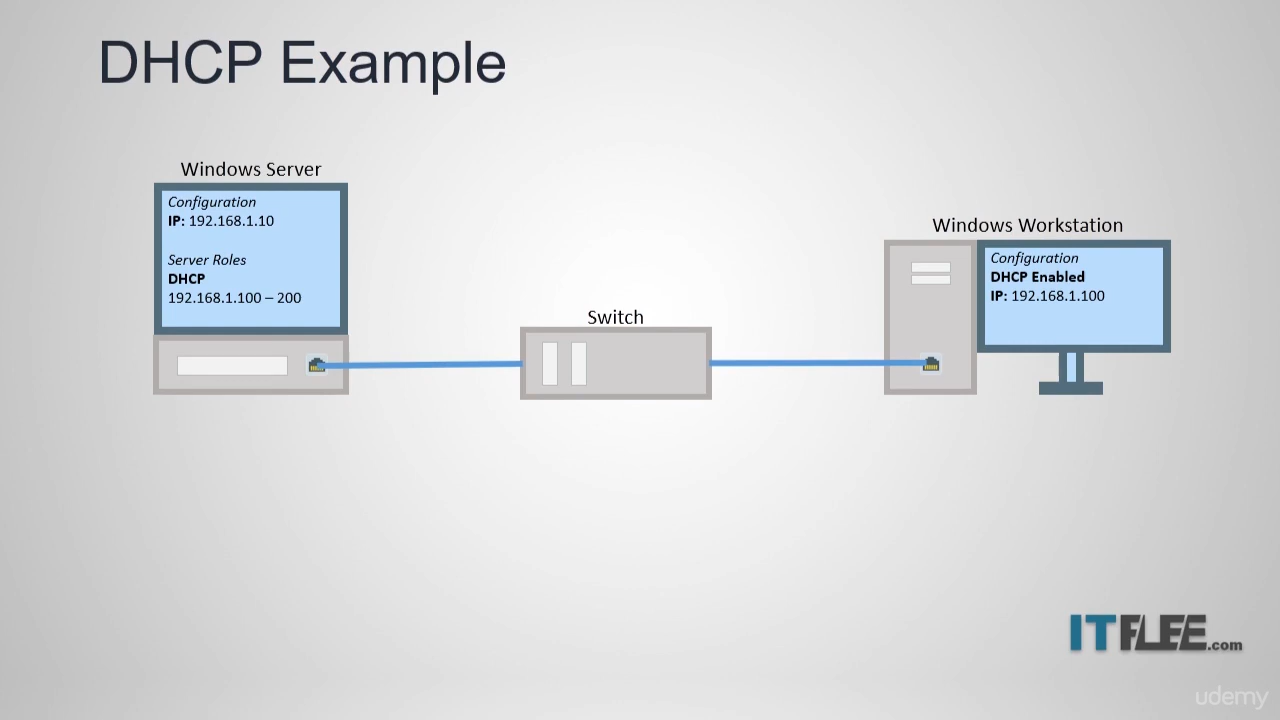 DHCP Example
Windows Server
Configuration
IP: 192.168.1.10
Server Roles
DHCP
192.168.1.100 – 200
Switch
Windows Workstation
Configuration
DHCP Enabled
IP: 192.168.1.100
ITFLEE.com
udemy